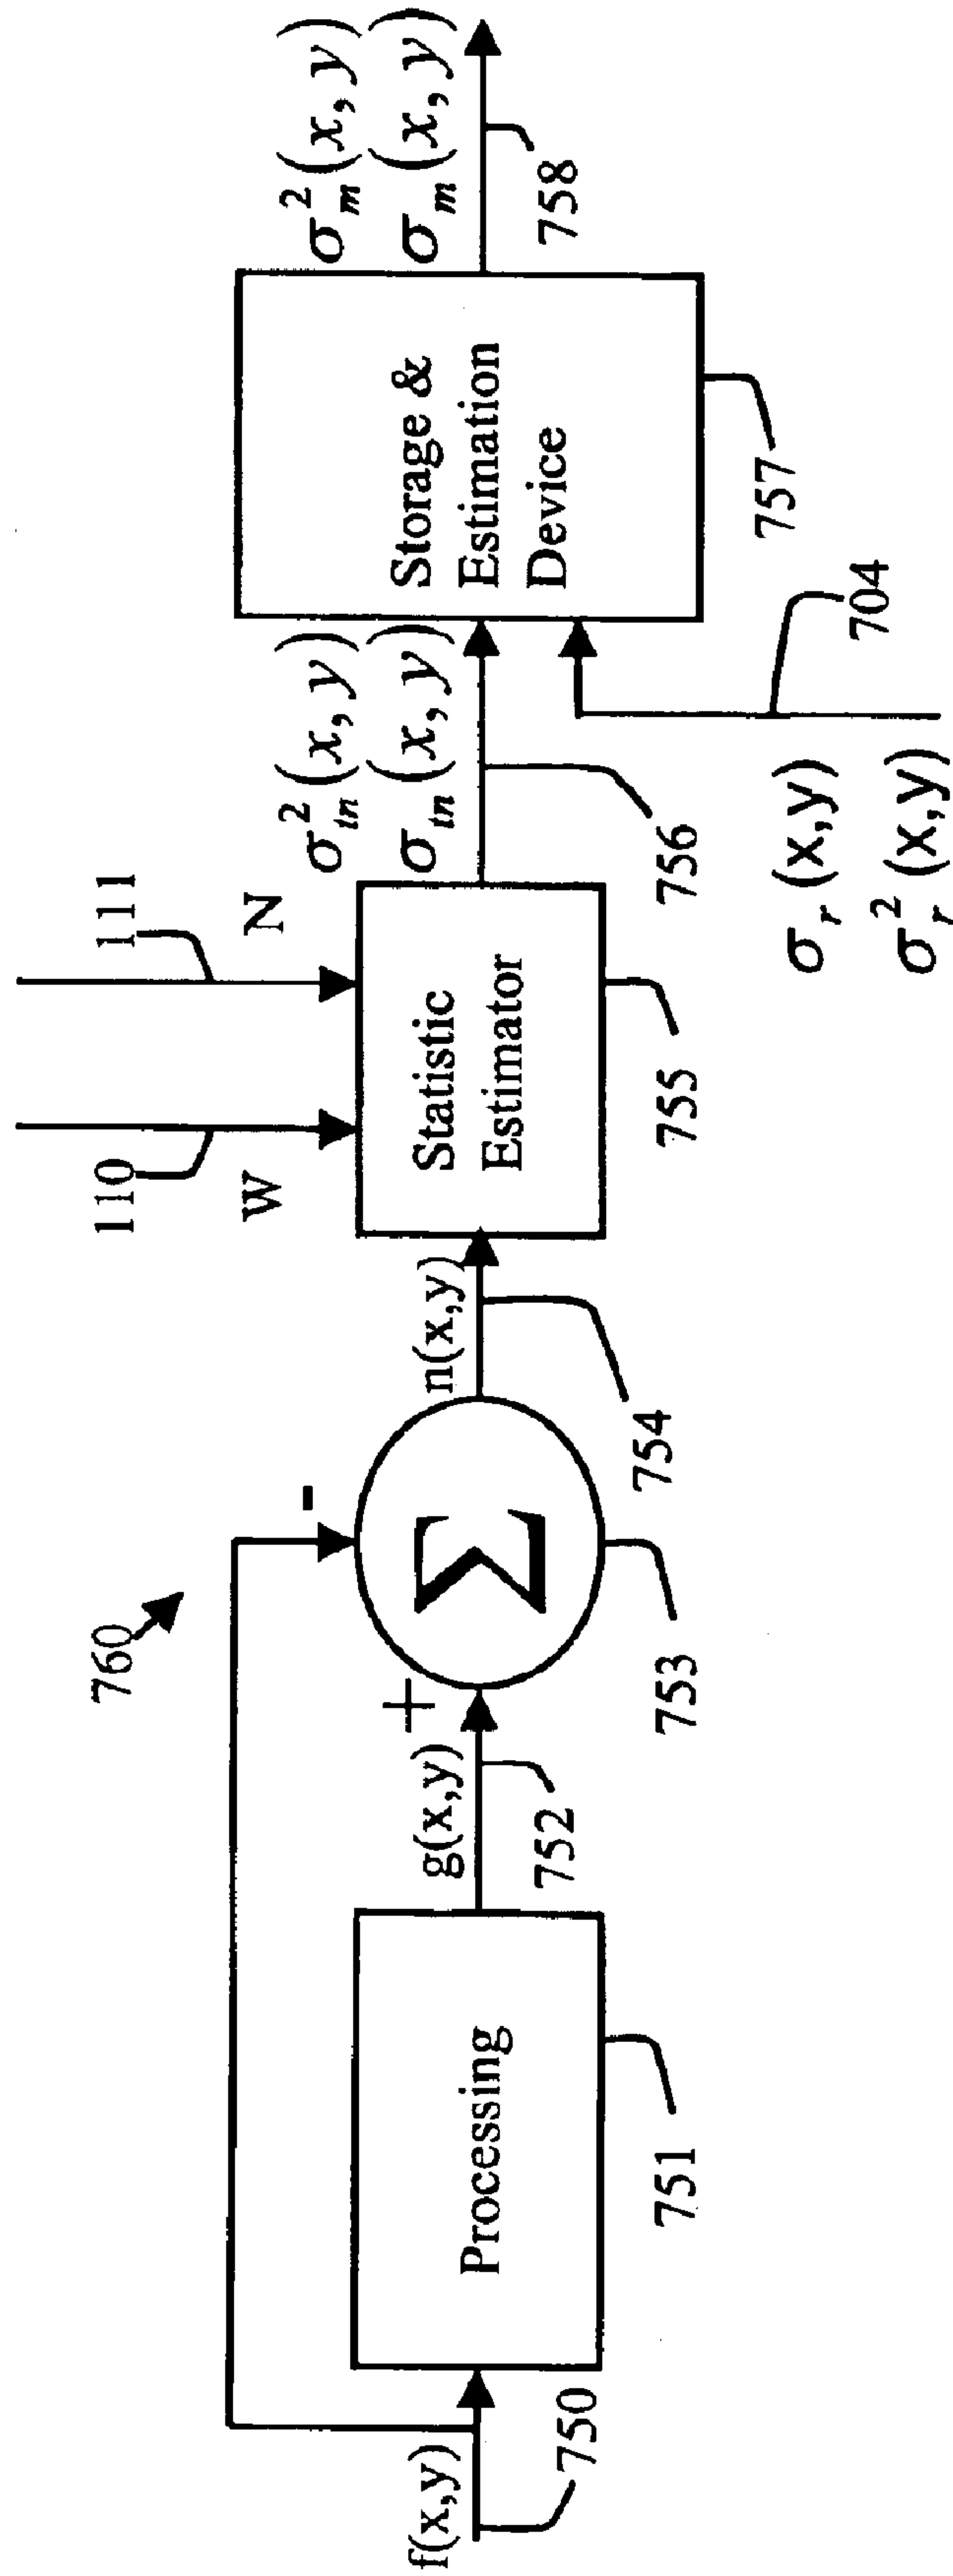 760
110
111
W
N
f(x,y)
750
Processing
751
g(x,y)
752
+
-
Σ
753
n(x,y)
754
Statistic
Estimator
755
σ²ₜₙ(x, y)
σₜₙ(x, y)
756
Storage &
Estimation
Device
757
σᵣ (x,y)
σᵣ² (x,y)
704
σ²ₘ(x, y)
σₘ(x, y)
758